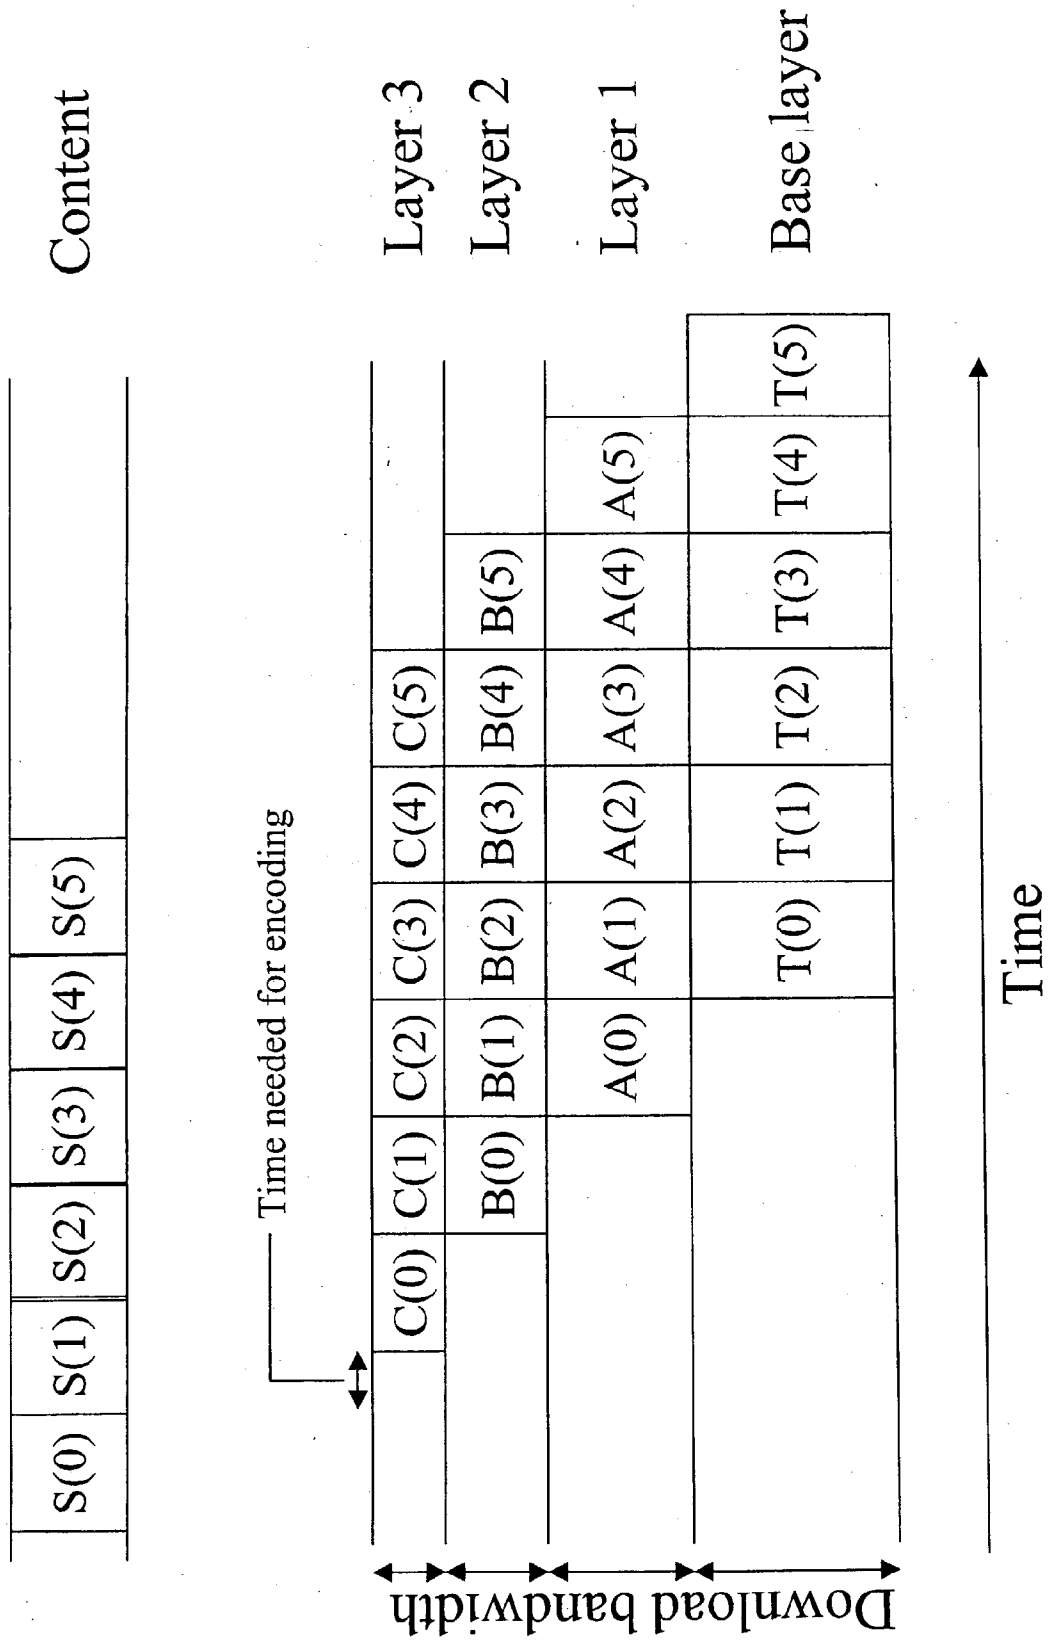 S(0) S(1) S(2) S(3) S(4) S(5) Content
Time needed for encoding
C(0) C(1) C(2) C(3) C(4) C(5) Layer 3
B(0) B(1) B(2) B(3) B(4) B(5) Layer 2
A(0) A(1) A(2) A(3) A(4) A(5) Layer 1
T(0) T(1) T(2) T(3) T(4) T(5) Base layer
Download bandwidth
Time